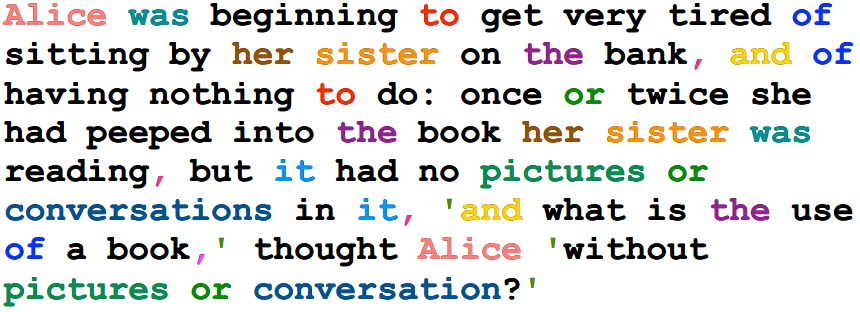 Alice was beginning to get very tired of
sitting by her sister on the bank, and of
having nothing to do: once or twice she
had peeped into the book her sister was
reading, but it had no pictures or
conversations in it, 'and what is the use
of a book,' thought Alice 'without
pictures or conversation?'